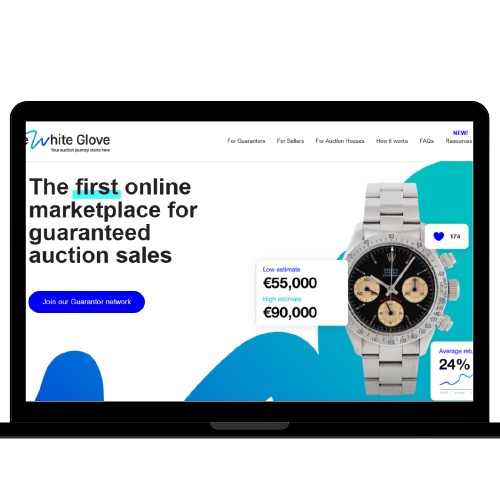 e White Glove
Your auction journey starts here
For Guarantors
For Sellers
For Auction Houses
How it works
FAQs
NEW!
Resources
The first online
marketplace for
guaranteed
auction sales
Join our Guarantor network
174
Low estimate
€55,000
High estimate
€90,000
ROLEX
Average retu
24%